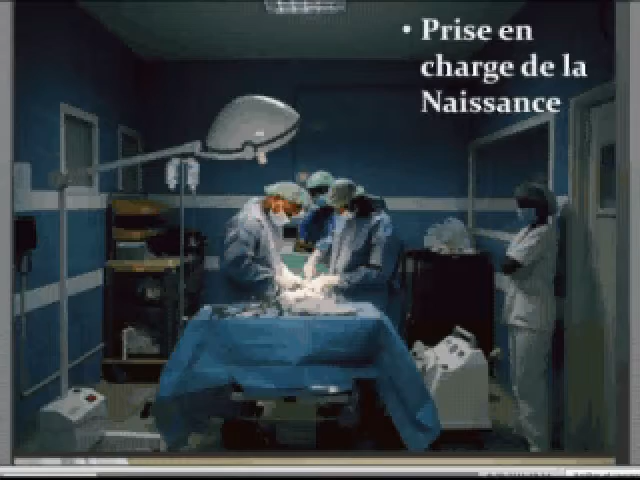 • Prise en
charge de la
Naissance